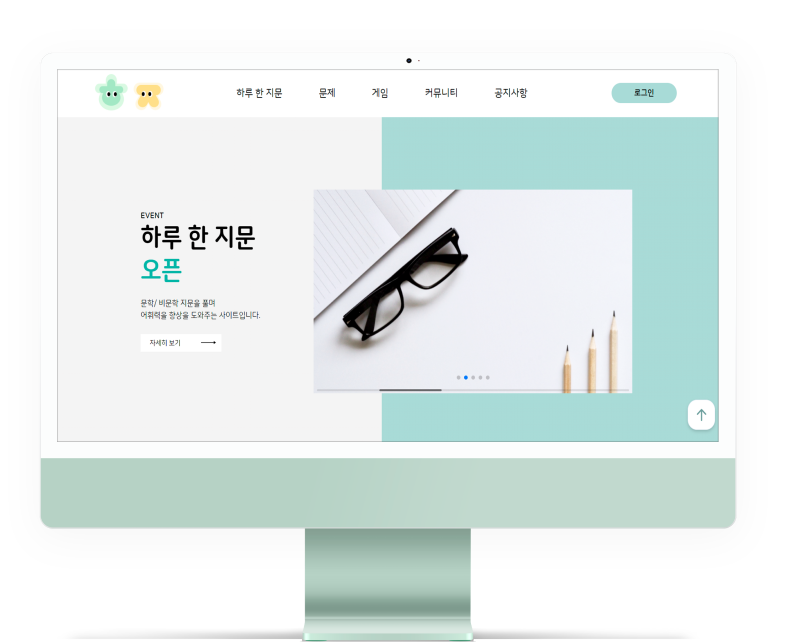 하루 한 지문
문제
게임
커뮤니티
공지사항
로그인
EVENT
하루 한 지문
오픈
문학/ 비문학 지문을 풀며
어휘력을 향상을 도와주는 사이트입니다.
자세히 보기